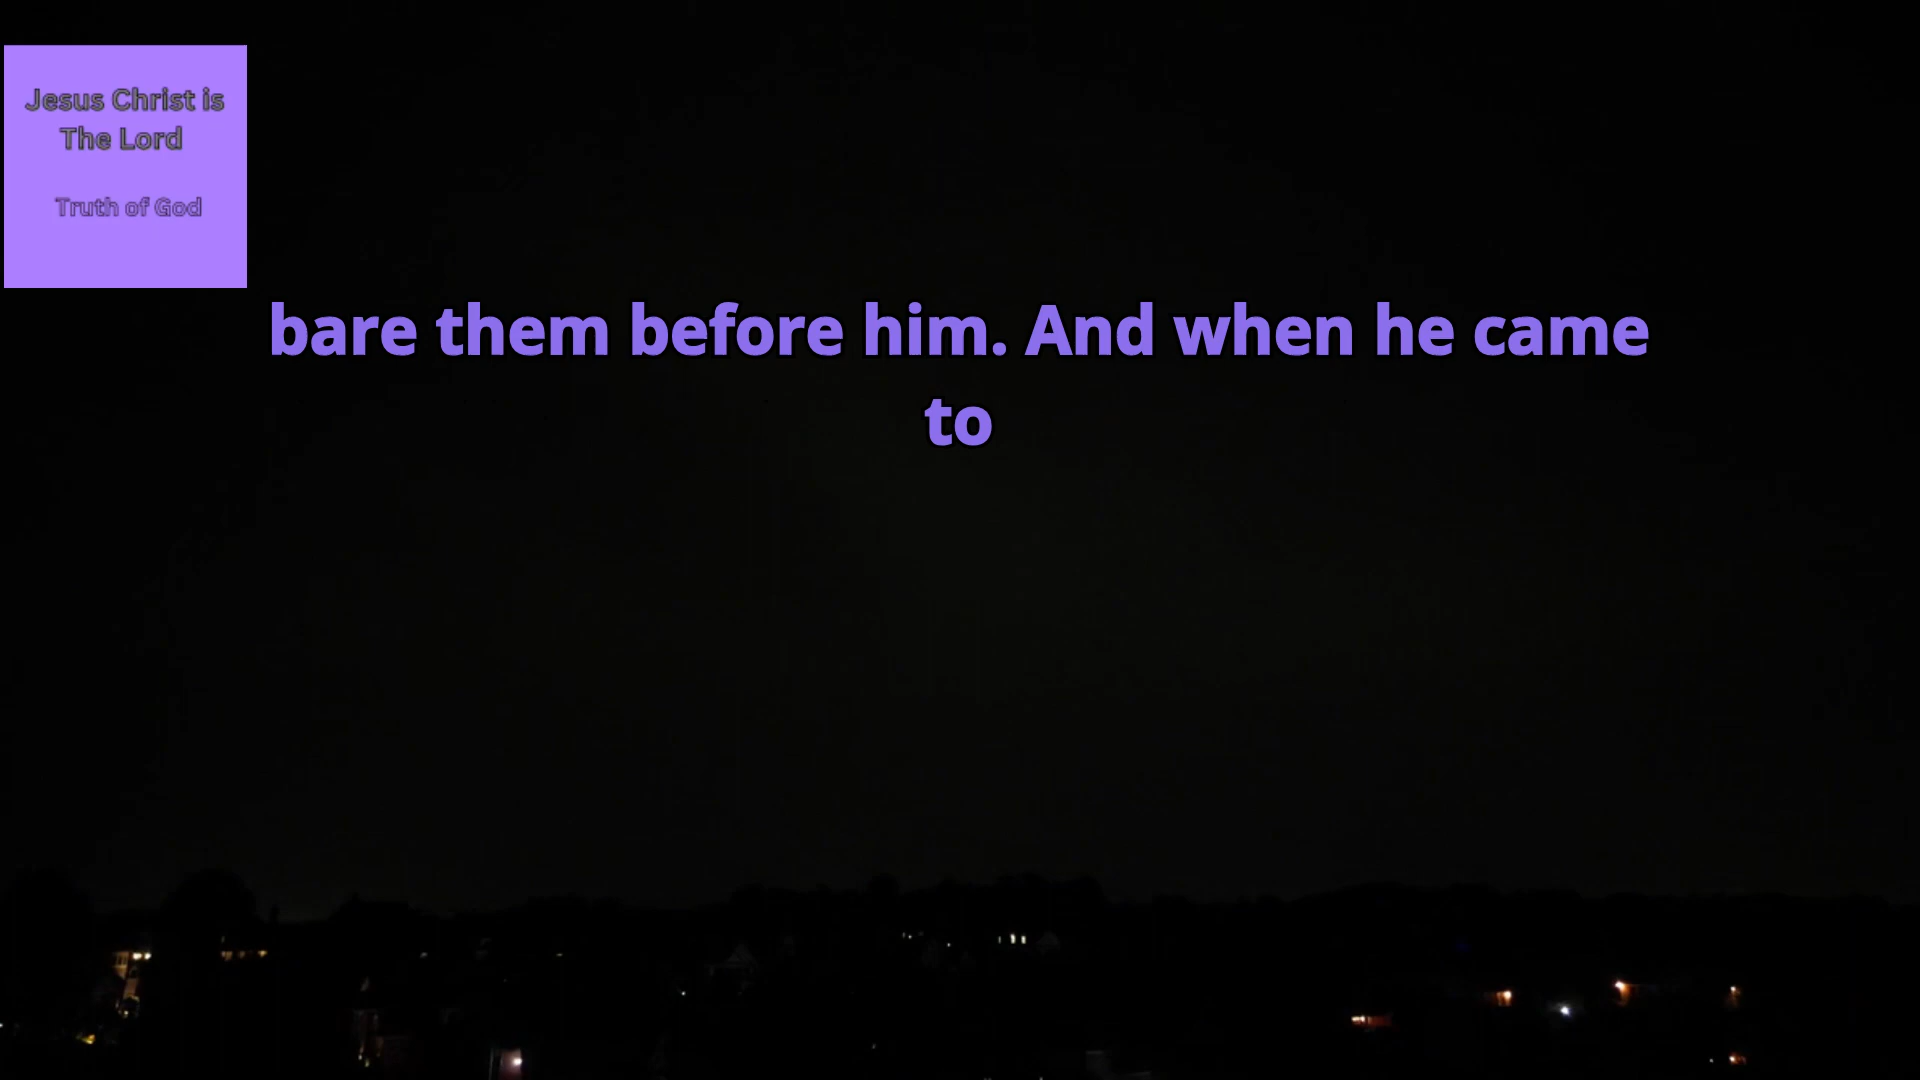 Jesus Christ is
The Lord
Truth of God
bare them before him. And when he came
to